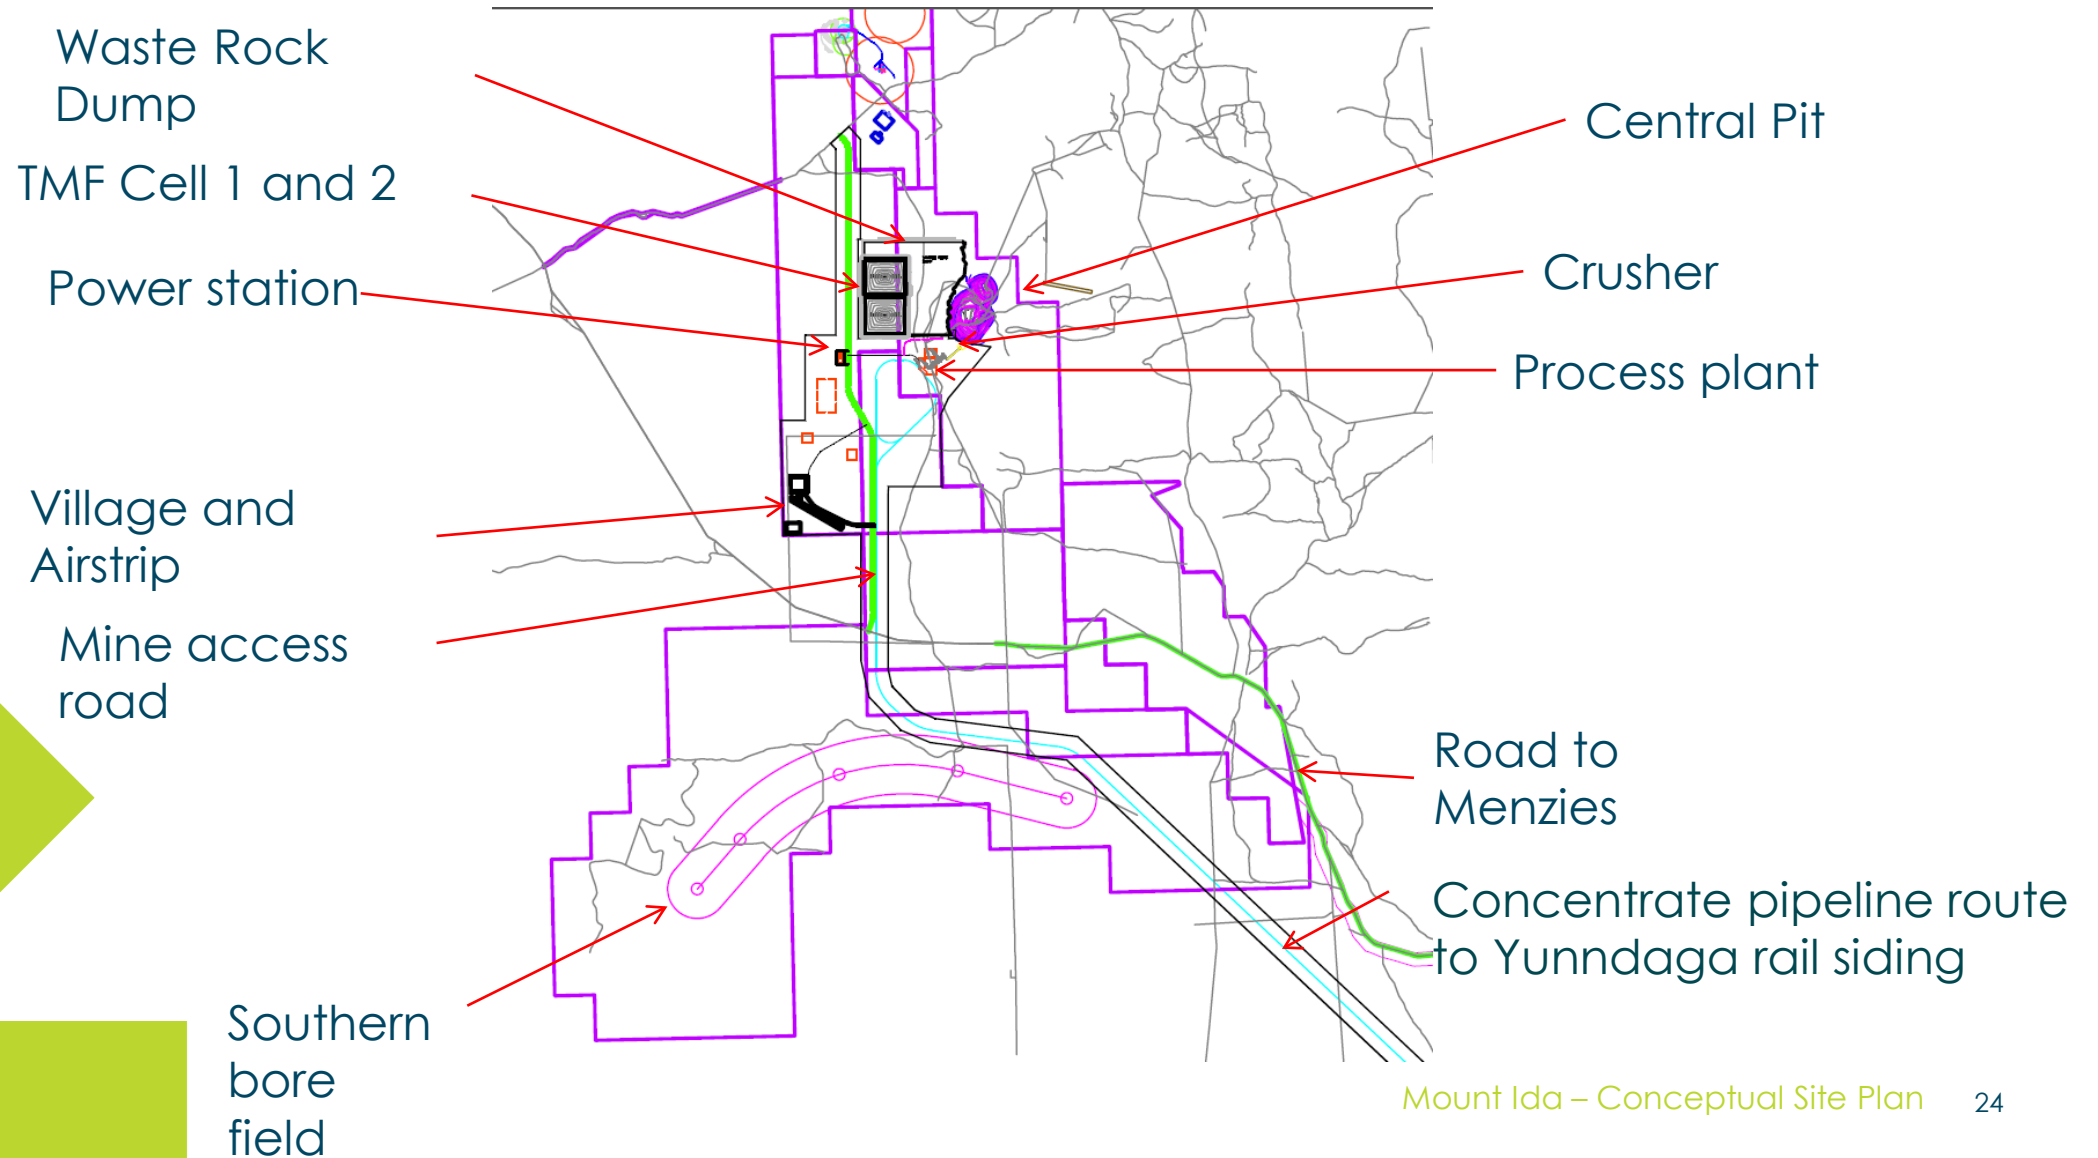 Waste Rock
Dump
TMF Cell 1 and 2
Power station
Village and
Airstrip
Mine access
road
Southern
bore
field
Central Pit
Crusher
Process plant
Road to
Menzies
Concentrate pipeline route
to Yunndaga rail siding
Mount Ida – Conceptual Site Plan
24